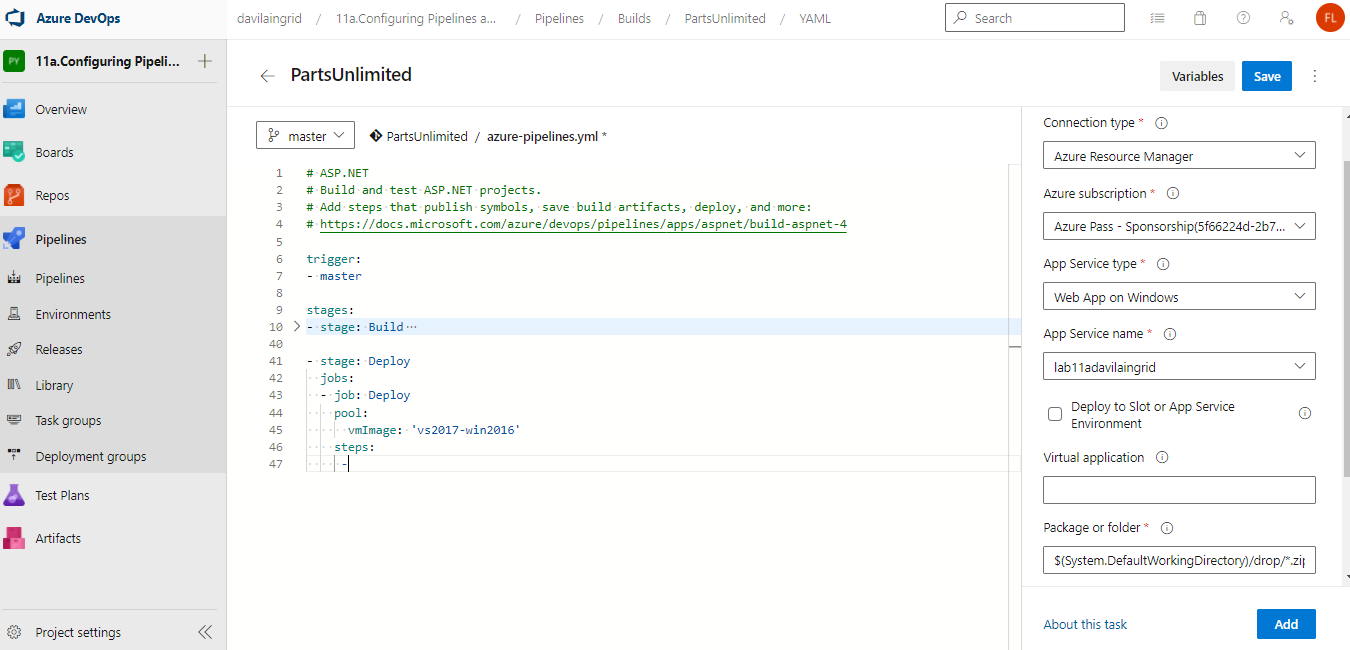 Azure DevOps
davilaingrid / 11a.Configuring Pipelines a... / Pipelines / Builds / PartsUnlimited / YAML
Search
FL
PY
11a.Configuring Pipeli...
Overview
Boards
Repos
Pipelines
Pipelines
Environments
Releases
Library
Task groups
Deployment groups
Test Plans
Artifacts
Project settings
PartsUnlimited
Variables
Save
master
PartsUnlimited / azure-pipelines.yml *
1 # ASP.NET
2 # Build and test ASP.NET projects.
3 # Add steps that publish symbols, save build artifacts, deploy, and more:
4 # https://docs.microsoft.com/azure/devops/pipelines/apps/aspnet/build-aspnet-4
5
6 trigger:
7 - master
8
9 stages:
10 - stage: Build ...
40
41 - stage: Deploy
42 jobs:
43 - job: Deploy
44 pool:
45 vmImage: 'vs2017-win2016'
46 steps:
47 -
Connection type *
Azure Resource Manager
Azure subscription *
Azure Pass - Sponsorship(5f66224d-2b7...
App Service type *
Web App on Windows
App Service name *
lab11adavilaingrid
Deploy to Slot or App Service
Environment
Virtual application
Package or folder *
$(System.DefaultWorkingDirectory)/drop/*.zip
About this task
Add